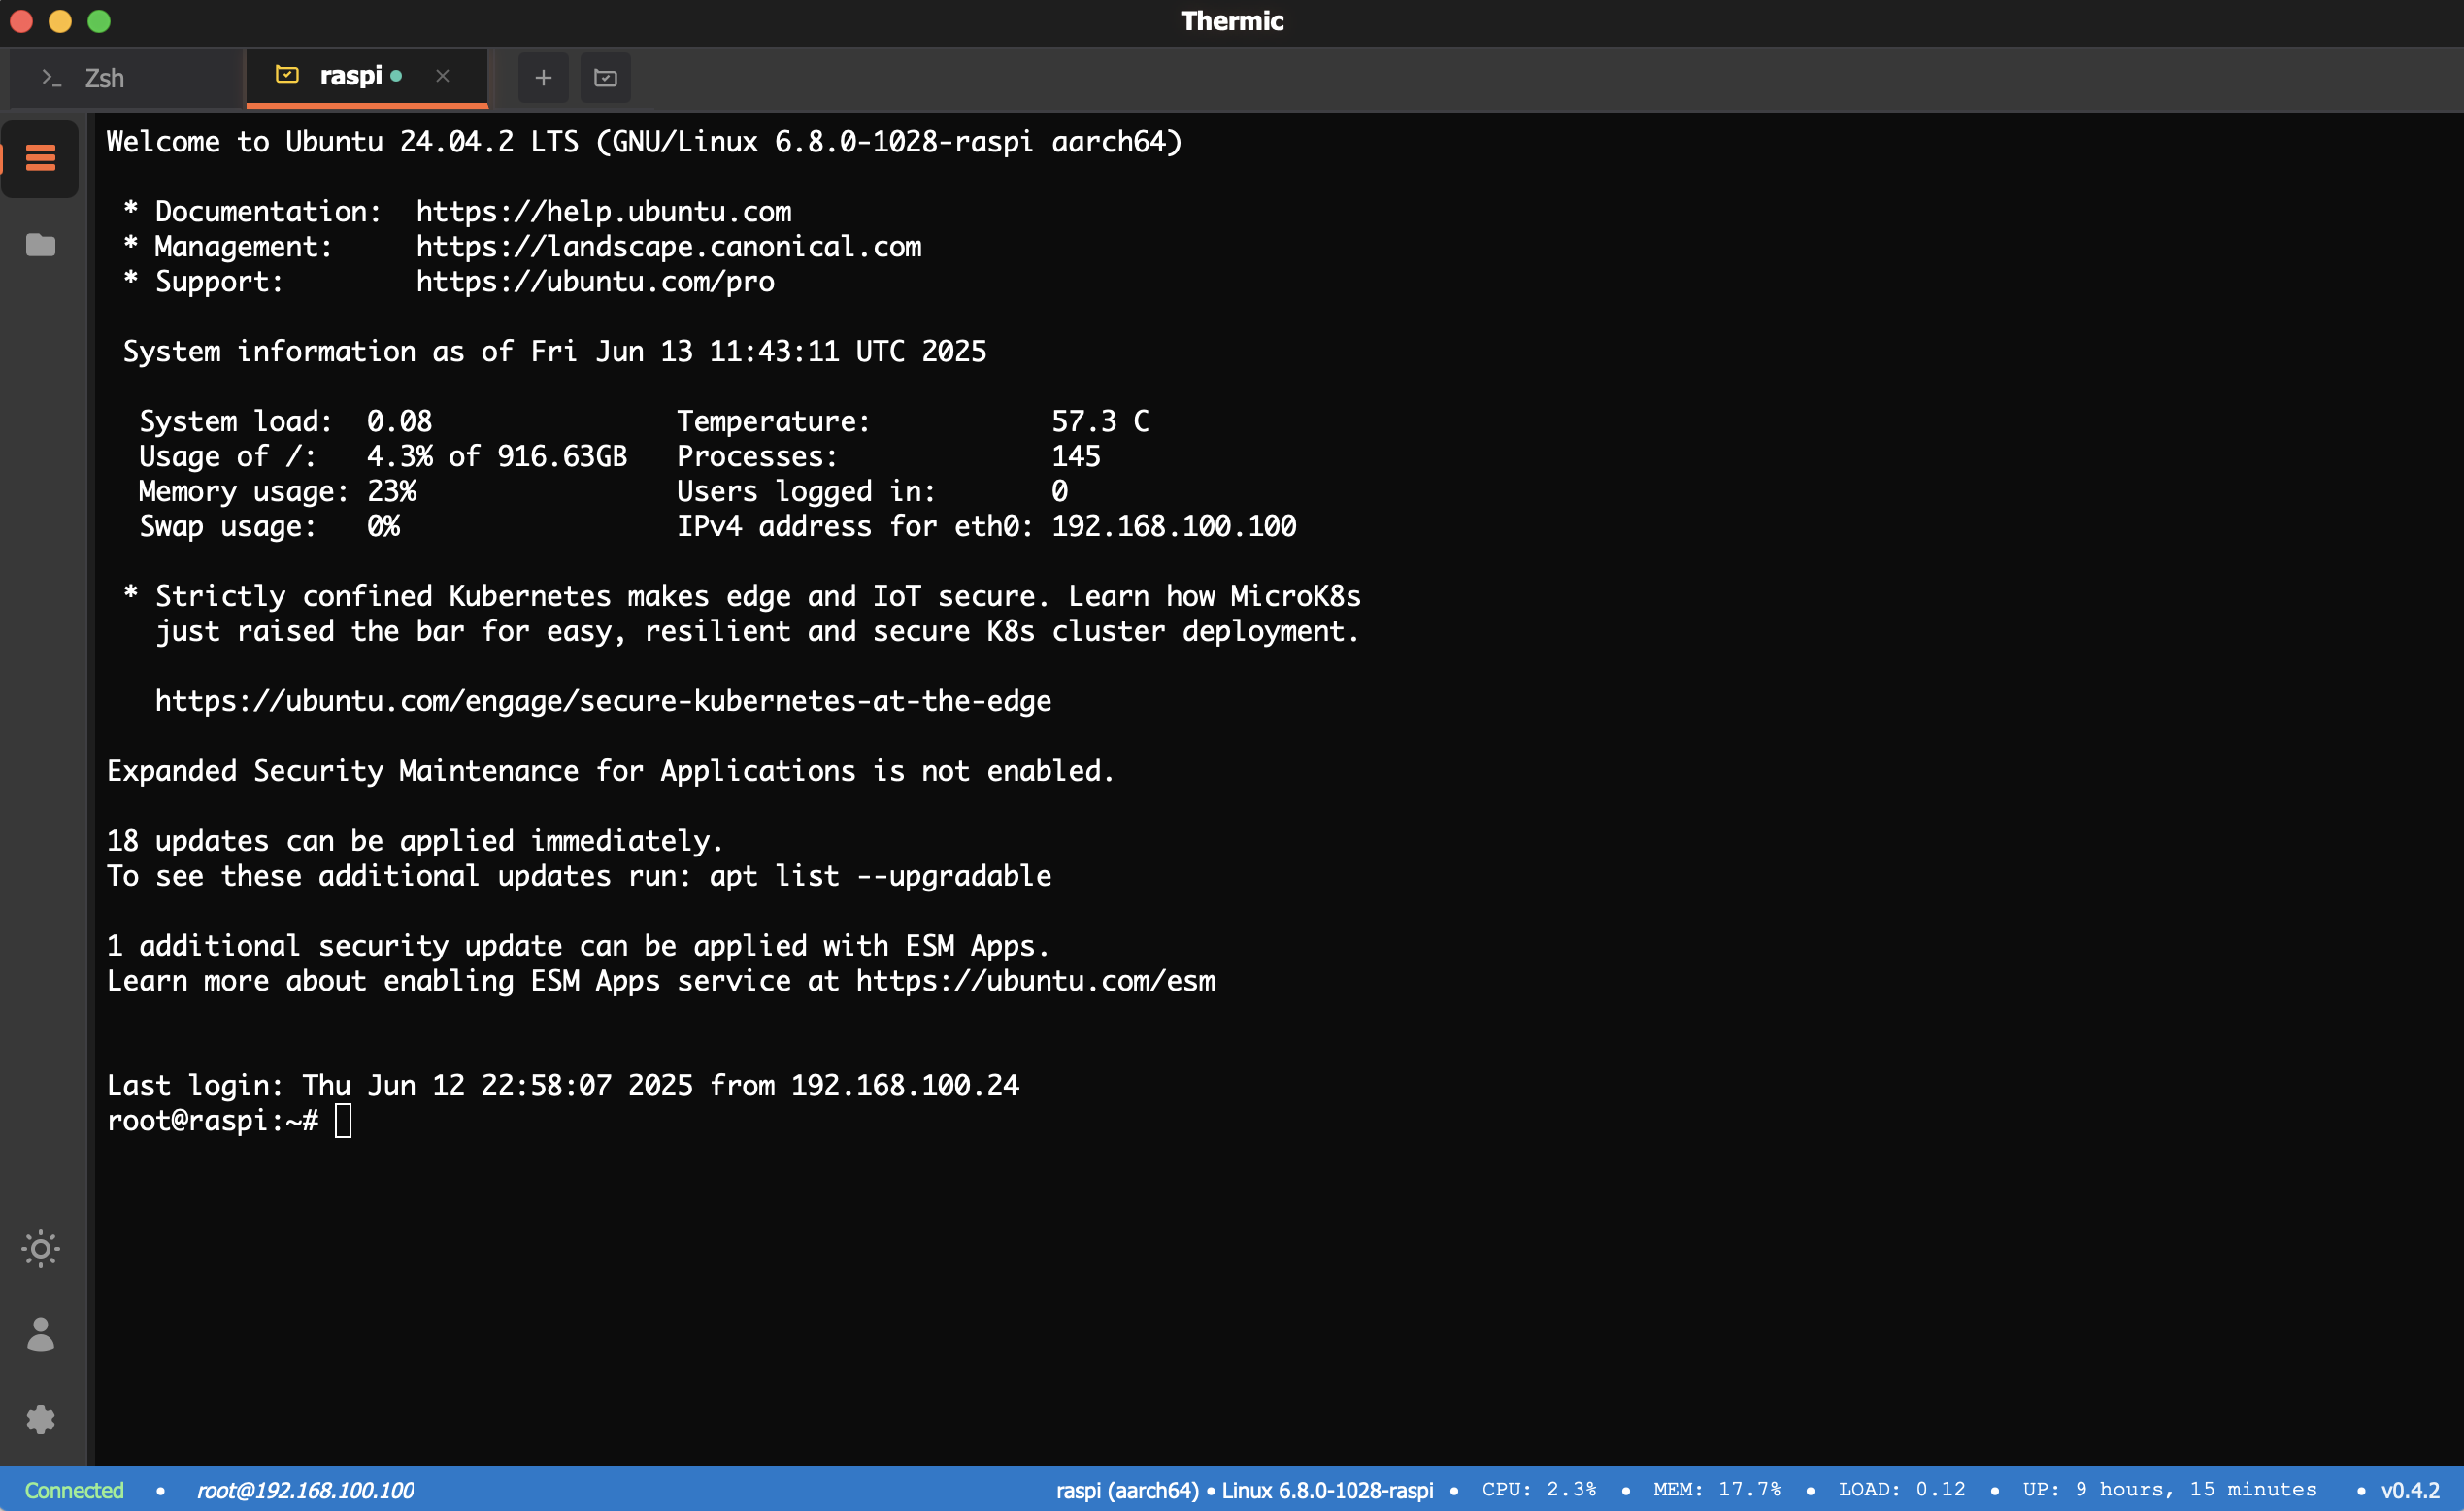 Thermic
Zsh
raspi
Welcome to Ubuntu 24.04.2 LTS (GNU/Linux 6.8.0-1028-raspi aarch64)
* Documentation:  https://help.ubuntu.com
* Management:     https://landscape.canonical.com
* Support:        https://ubuntu.com/pro
System information as of Fri Jun 13 11:43:11 UTC 2025
System load:  0.08               Temperature:           57.3 C
Usage of /:   4.3% of 916.63GB   Processes:             145
Memory usage: 23%                Users logged in:       0
Swap usage:   0%                 IPv4 address for eth0: 192.168.100.100
* Strictly confined Kubernetes makes edge and IoT secure. Learn how MicroK8s
just raised the bar for easy, resilient and secure K8s cluster deployment.
https://ubuntu.com/engage/secure-kubernetes-at-the-edge
Expanded Security Maintenance for Applications is not enabled.
18 updates can be applied immediately.
To see these additional updates run: apt list --upgradable
1 additional security update can be applied with ESM Apps.
Learn more about enabling ESM Apps service at https://ubuntu.com/esm
Last login: Thu Jun 12 22:58:07 2025 from 192.168.100.24
root@raspi:~#
Connected • root@192.168.100.100 raspi (aarch64) • Linux 6.8.0-1028-raspi • CPU: 2.3% • MEM: 17.7% • LOAD: 0.12 • UP: 9 hours, 15 minutes • v0.4.2